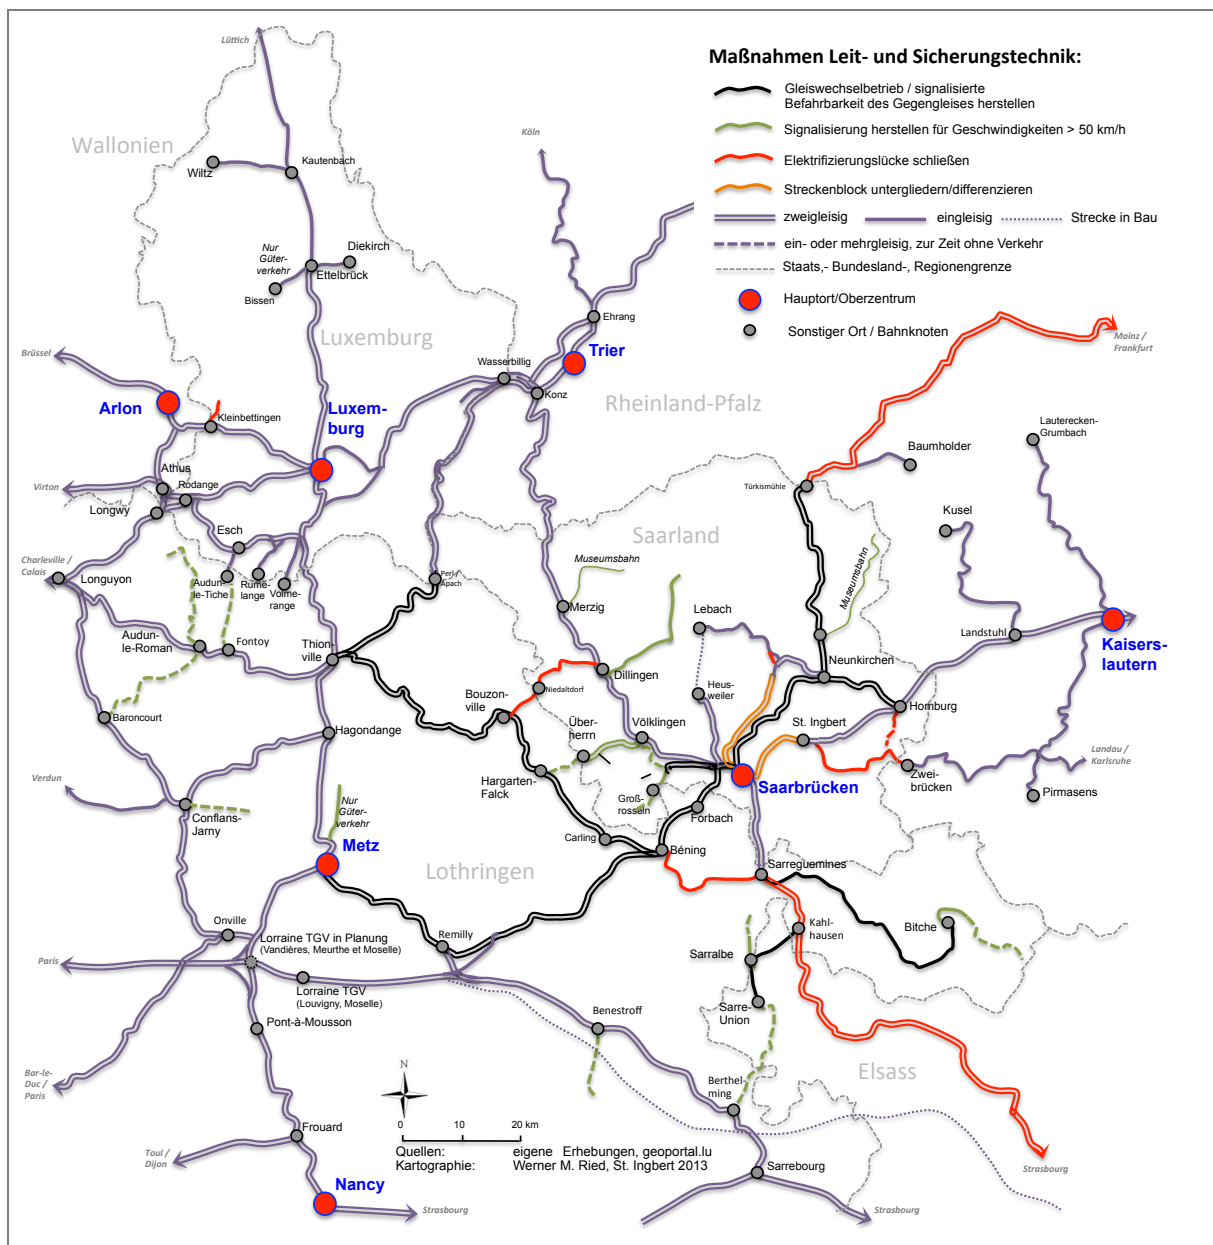 Maßnahmen Leit- und Sicherungstechnik:
Gleiswechselbetrieb / signalisierte
Befahrbarkeit des Gegengleises herstellen
Signalisierung herstellen für Geschwindigkeiten > 50 km/h
Elektrifizierungslücke schließen
Streckenblock untergliedern/differenzieren
zweigleisig
eingleisig
Strecke in Bau
ein- oder mehrgleisig, zur Zeit ohne Verkehr
Staats,- Bundesland-, Regionengrenze
Hauptort/Oberzentrum
Sonstiger Ort / Bahnknoten
Lüttich
Wallonien
Wiltz
Kautenbach
Köln
Nur
Güter-
verkehr
Diekirch
Ettelbrück
Bissen
Luxemburg
Ehrang
Trier
Wasserbillig
Konz
Brüssel
Arlon
Kleinbettingen
Luxem-
burg
Rheinland-Pfalz
Mainz /
Frankfurt
Lauterecken-
Grumbach
Baumholder
Türkismühle
Kusel
Athus
Rodange
Virton
Longwy
Esch
Saarland
Charleville /
Calais
Longuyon
Audun-
le-Tiche
Rume-
lange
Volme-
range
Perl /
Apach
Museumsbahn
Museumsbahn
Merzig
Lebach
Landstuhl
Kaisers-
lautern
Audun-
le-Roman
Fontoy
Thion-
ville
Neunkirchen
Dillingen
Niedaltdorf
Heus-
weiler
Bouzon-
ville
Homburg
Baroncourt
Hagondange
Über-
herrn
Völklingen
St. Ingbert
Verdun
Landau /
Karlsruhe
Zwei-
brücken
Pirmasens
Hargarten-
Falck
Saarbrücken
Groß-
rosseln
Forbach
Conflans-
Jarny
Nur
Güter-
verkehr
Metz
Carling
Béning
Lothringen
Sarreguemines
Onville
Lorraine TGV in Planung
(Vandières, Meurthe et Moselle)
Remilly
Kahl-
hausen
Bitche
Paris
Sarralbe
Lorraine TGV
(Louvigny, Moselle)
Sarre-
Union
Benestroff
Pont-à-Mousson
Bar-le-
Duc /
Paris
Berthel-
ming
Elsass
N
0 10 20 km
Frouard
Toul /
Dijon
Quellen: eigene Erhebungen, geoportal.lu
Kartographie: Werner M. Ried, St. Ingbert 2013
Sarrebourg
Strasbourg
Nancy
Strasbourg
Strasbourg